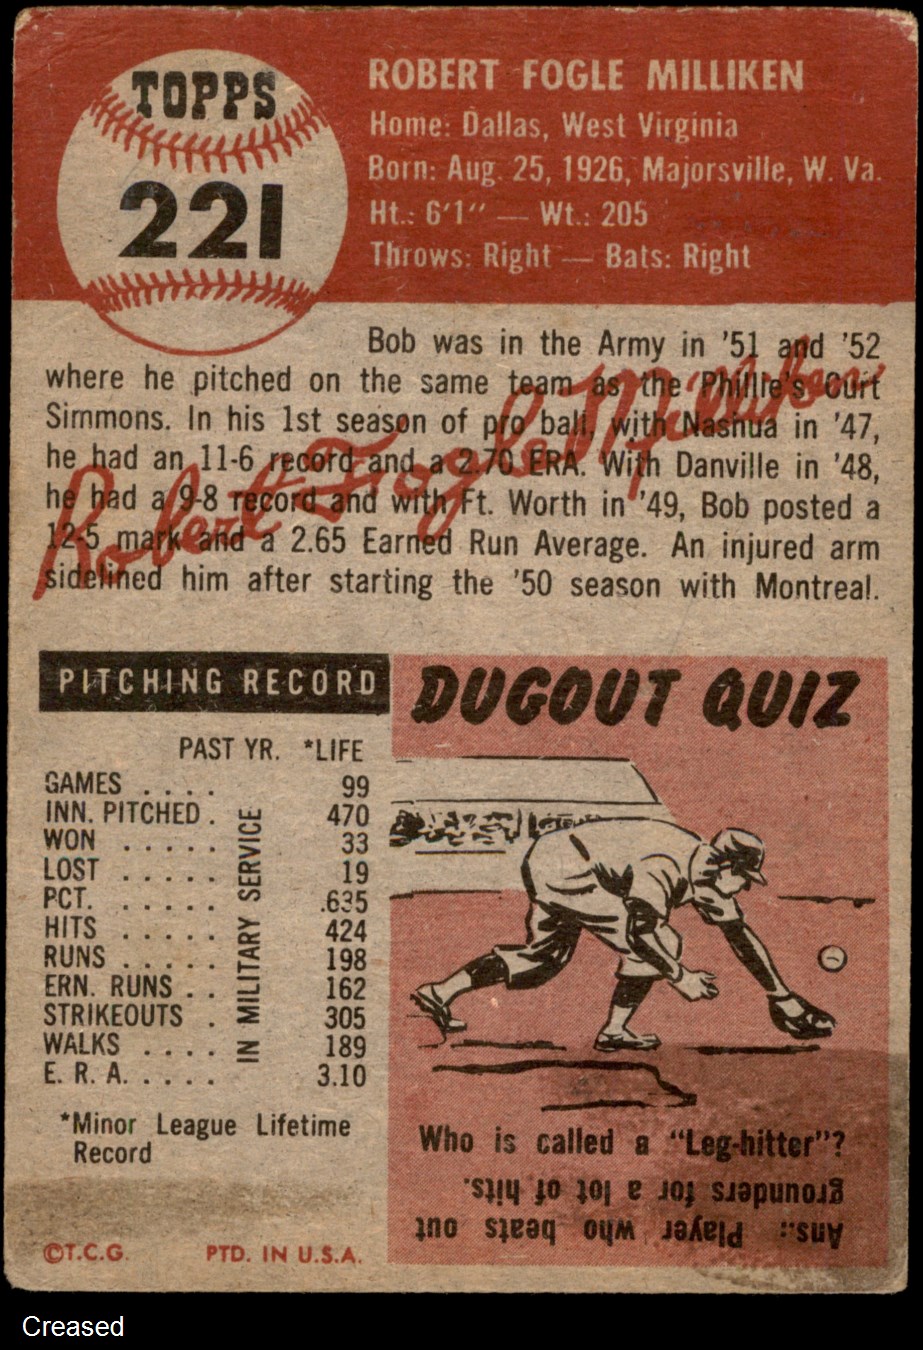 TOPPS
221
ROBERT FOGLE MILLIKEN
Home: Dallas, West Virginia
Born: Aug. 25, 1926, Majorsville, W. Va.
Ht.: 6'1" — Wt.: 205
Throws: Right — Bats: Right
Bob was in the Army in '51 and '52
where he pitched on the same team as the Phillie's Curt
Simmons. In his 1st season of pro ball, with Nashua in '47,
he had an 11-6 record and a 2.70 ERA. With Danville in '48,
he had a 9-8 record and with Ft. Worth in '49, Bob posted a
12-5 mark and a 2.65 Earned Run Average. An injured arm
sidelined him after starting the '50 season with Montreal.
Robert Fogle Milliken
PITCHING RECORD
PAST YR. *LIFE
GAMES . . . . 99
INN. PITCHED . 470
WON . . . . . 33
LOST . . . . . 19
PCT. . . . . . .635
HITS . . . . . 424
RUNS . . . . . 198
ERN. RUNS . . 162
STRIKEOUTS . 305
WALKS . . . . 189
E. R. A. . . . . 3.10
IN MILITARY SERVICE
*Minor League Lifetime
Record
©T.C.G. PTD. IN U.S.A.
DUGOUT QUIZ
Who is called a "Leg-hitter"?
Ans.: Player who beats out
grounders for a lot of hits.
Creased